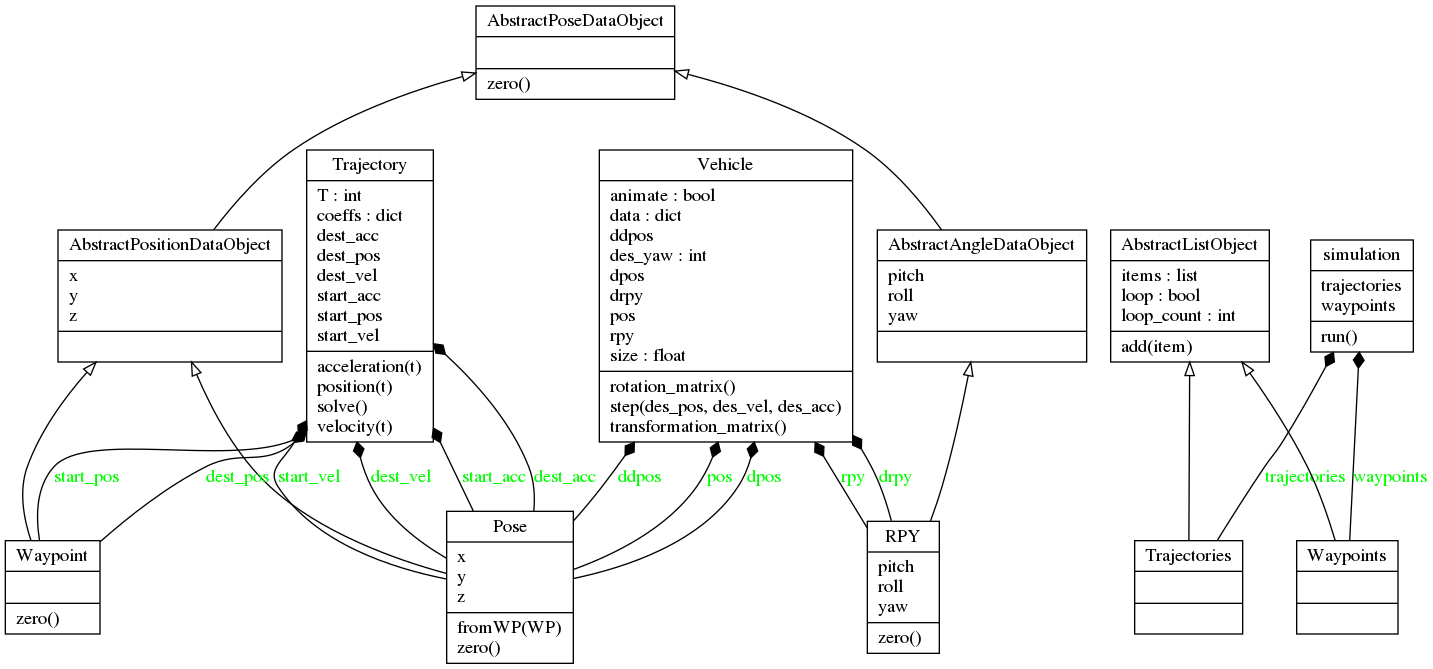 AbstractPoseDataObject
zero()
Trajectory
T : int
coeffs : dict
dest_acc
dest_pos
dest_vel
start_acc
start_pos
start_vel
acceleration(t)
position(t)
solve()
velocity(t)
Vehicle
animate : bool
data : dict
ddpos
des_yaw : int
dpos
drpy
pos
rpy
size : float
rotation_matrix()
step(des_pos, des_vel, des_acc)
transformation_matrix()
AbstractPositionDataObject
x
y
z
AbstractAngleDataObject
pitch
roll
yaw
AbstractListObject
items : list
loop : bool
loop_count : int
add(item)
simulation
trajectories
waypoints
run()
start_pos
dest_pos
start_vel
dest_vel
start_acc
dest_acc
ddpos
pos
dpos
rpy
drpy
trajectories
waypoints
Waypoint
zero()
Pose
x
y
z
fromWP(WP)
zero()
RPY
pitch
roll
yaw
zero()
Trajectories
Waypoints